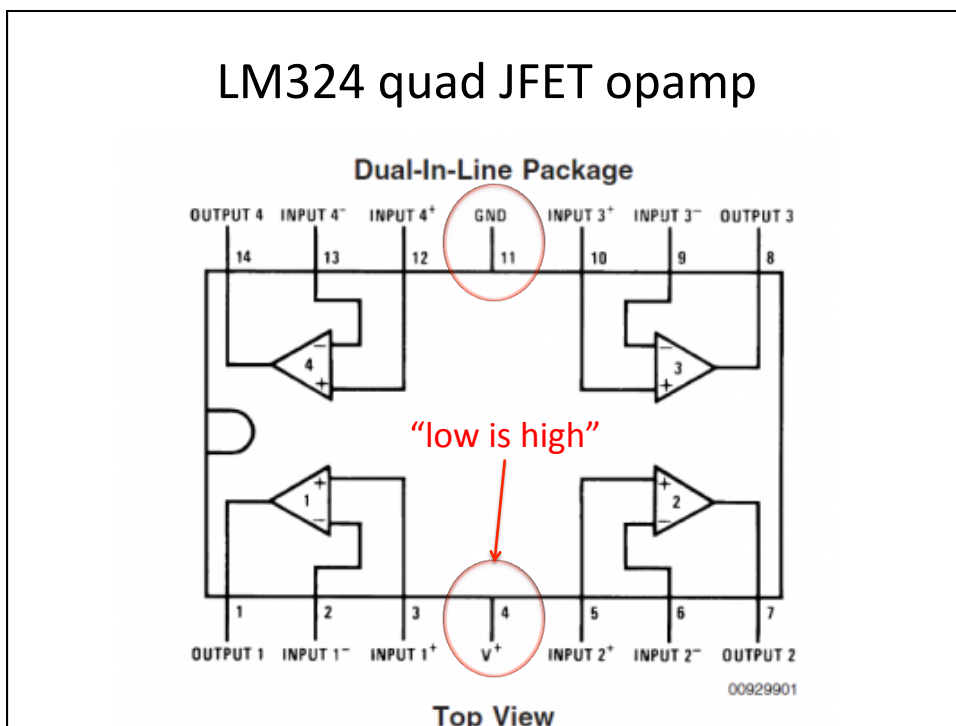 LM324 quad JFET opamp
Dual-In-Line Package
OUTPUT 4 INPUT 4⁻ INPUT 4⁺ GND INPUT 3⁺ INPUT 3⁻ OUTPUT 3
14 13 12 11 10 9 8
− −
4 3
+ +
“low is high”
+ +
1 2
− −
1 2 3 4 5 6 7
OUTPUT 1 INPUT 1⁻ INPUT 1⁺ V⁺ INPUT 2⁺ INPUT 2⁻ OUTPUT 2
00929901
Top View